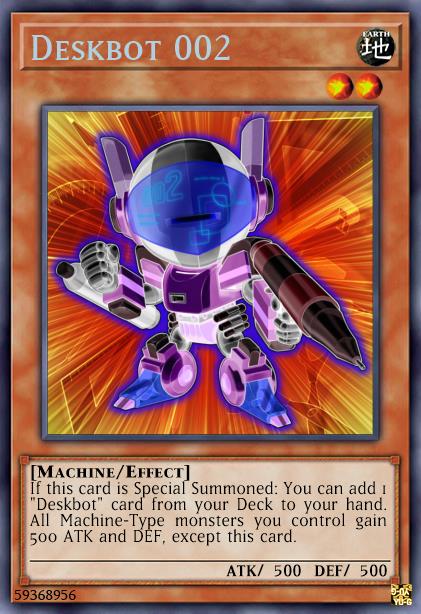 Deskbot 002
EARTH
地
002
[Machine/Effect]
If this card is Special Summoned: You can add 1
"Deskbot" card from your Deck to your hand.
All Machine-Type monsters you control gain
500 ATK and DEF, except this card.
ATK/ 500 DEF/ 500
59368956